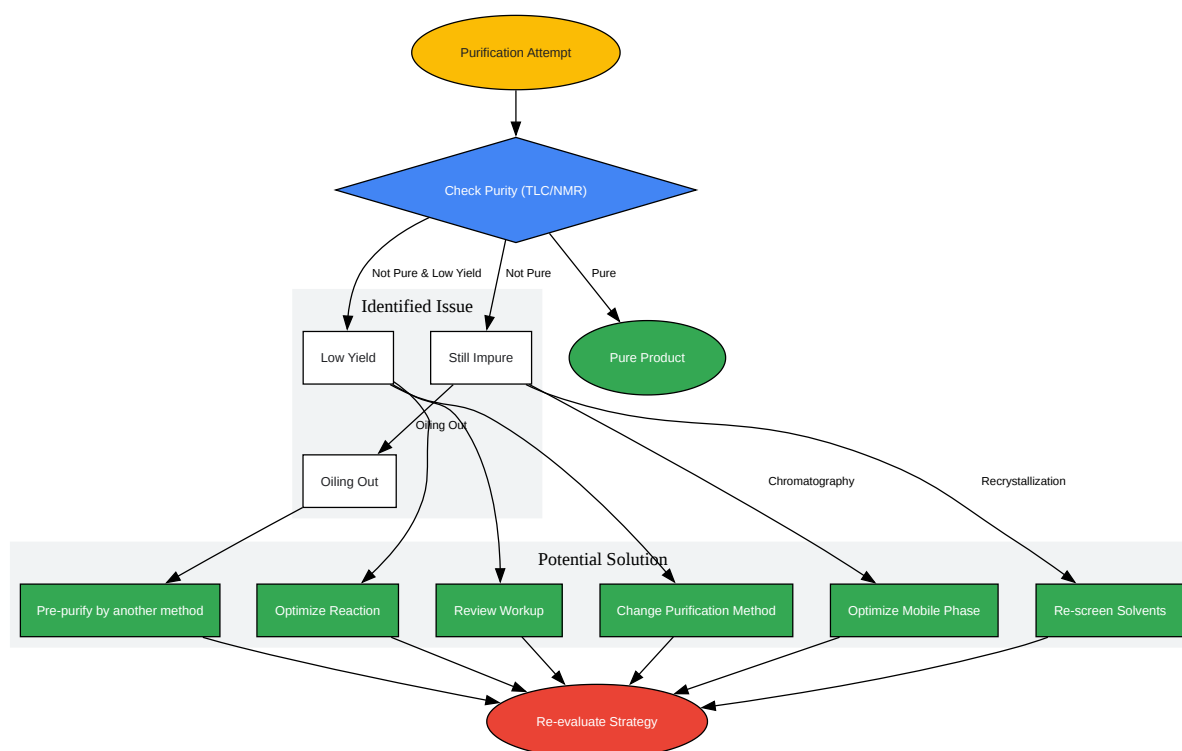 Purification Attempt
Check Purity (TLC/NMR)
Not Pure & Low Yield
Not Pure
Pure
Identified Issue
Low Yield
Still Impure
Pure Product
Oiling Out
Oiling Out
Chromatography
Recrystallization
Potential Solution
Pre-purify by another method
Optimize Reaction
Review Workup
Change Purification Method
Optimize Mobile Phase
Re-screen Solvents
Re-evaluate Strategy